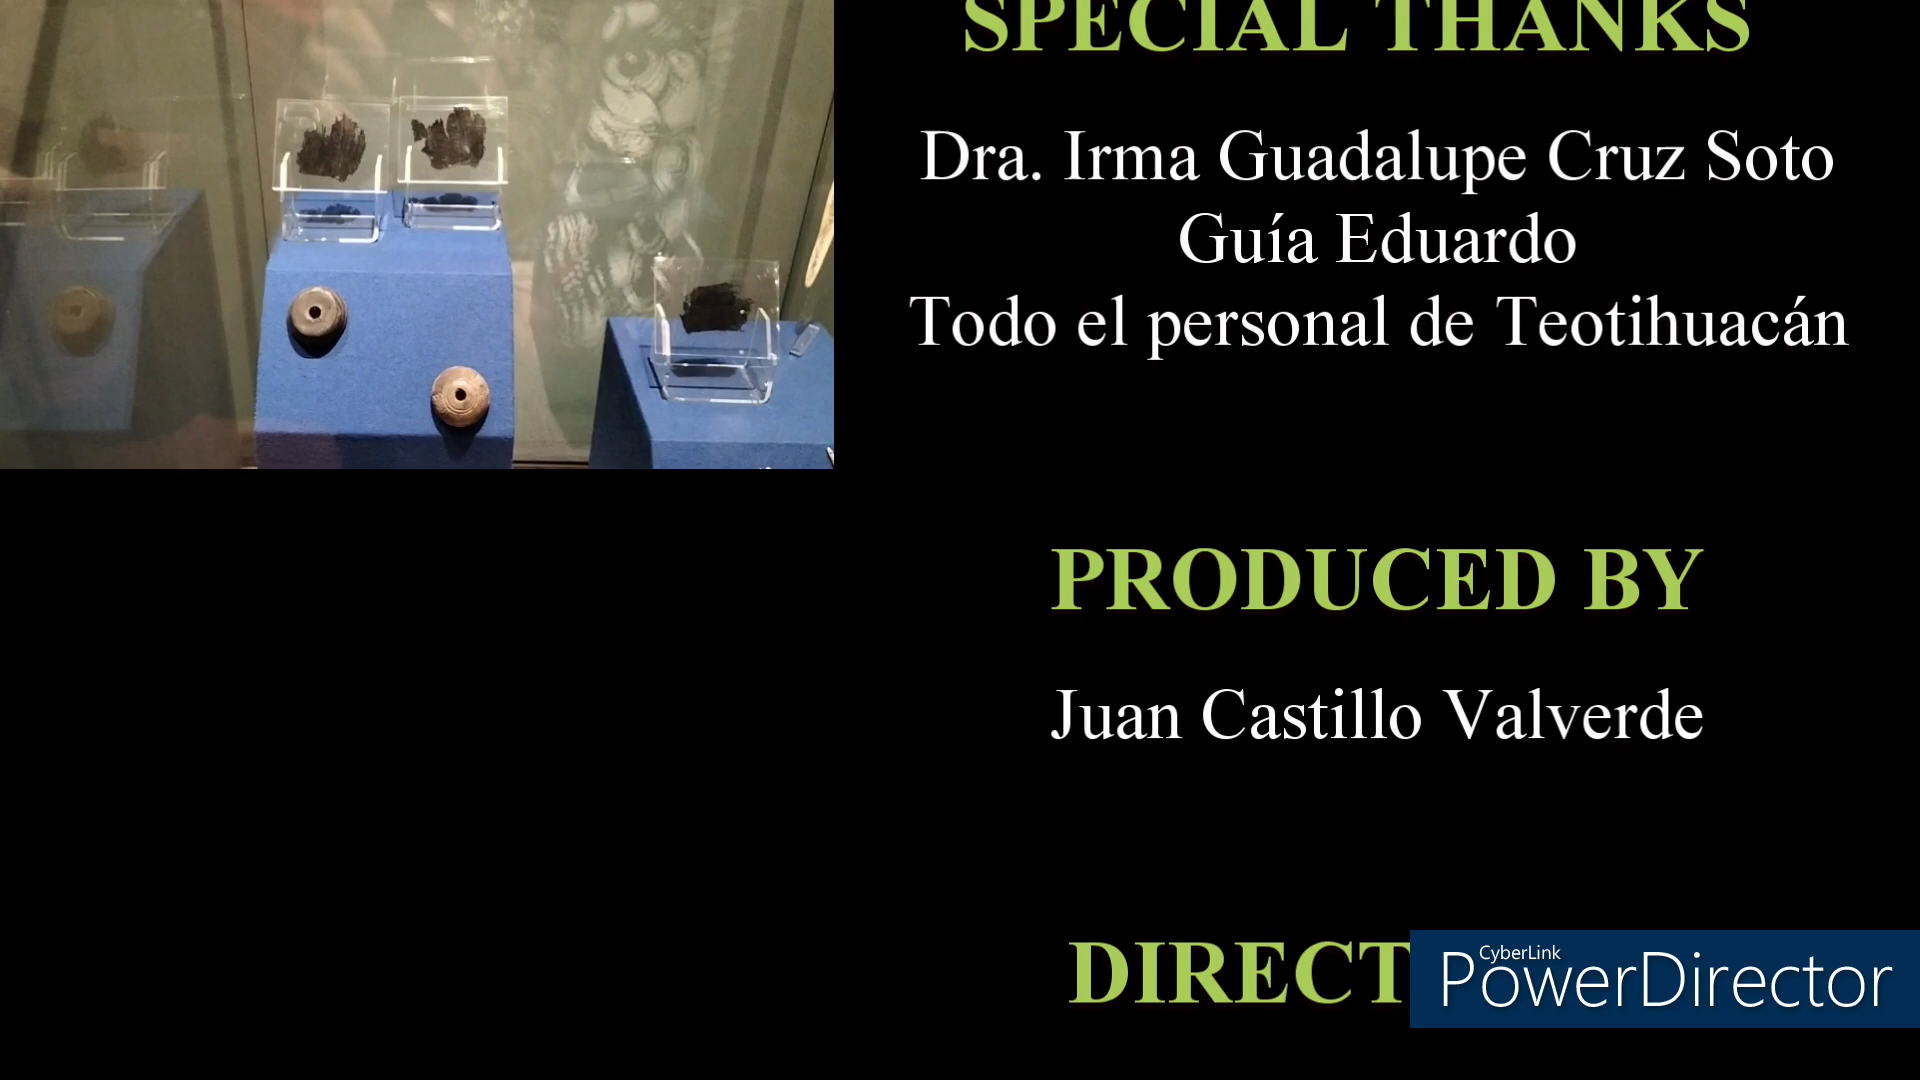 SPECIAL THANKS
Dra. Irma Guadalupe Cruz Soto
Guía Eduardo
Todo el personal de Teotihuacán
PRODUCED BY
Juan Castillo Valverde
DIRECT
CyberLink
PowerDirector